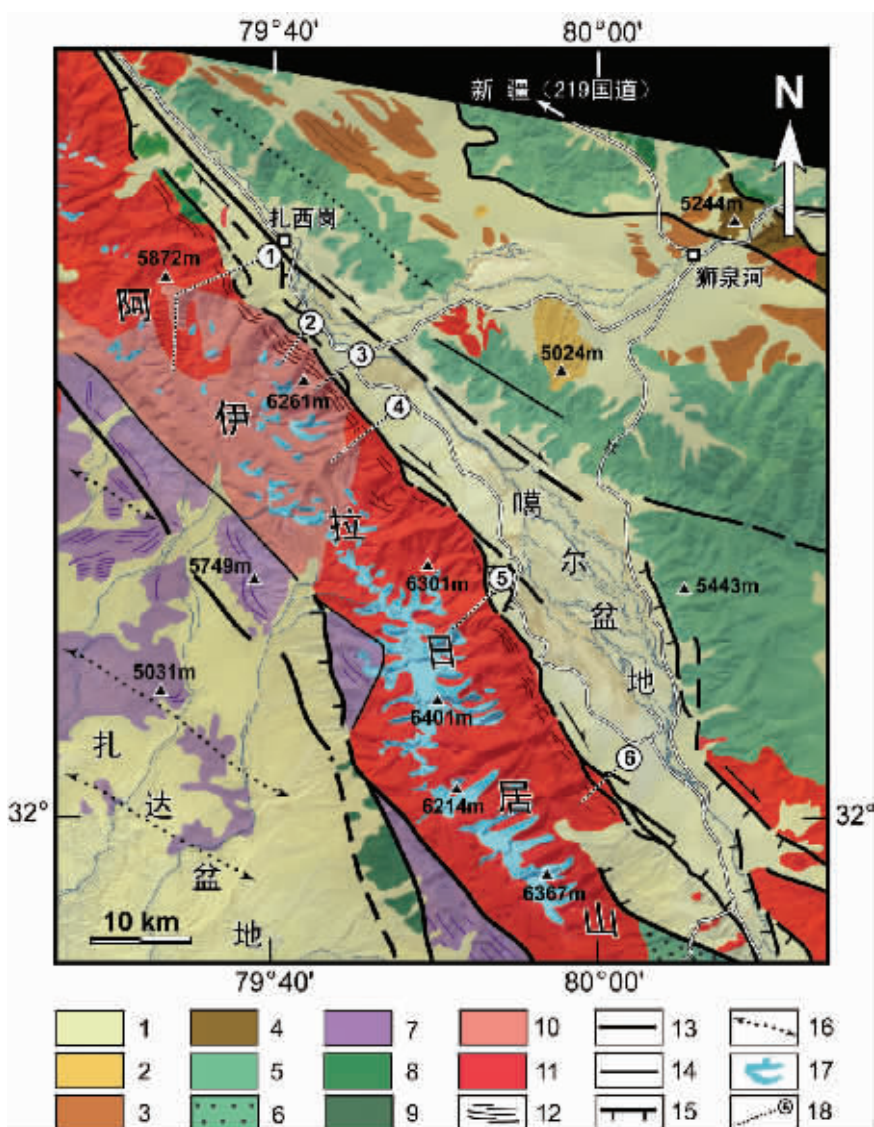 79°40′ 80°00′
新 疆（219国道）
N
5244m
扎西岗
狮泉河
①
5872m
阿
②
③
5024m
6261m
④
伊
噶
拉
尔
5749m
6301m
⑤
5443m
盆
日
5031m
地
6401m
扎
⑥
居
6214m
32° 32°
达
盆
6367m
山
地
10 km
79°40′ 80°00′
1 4 7 10 13 16
2 5 8 11 14 17
3 6 9 12 15 18